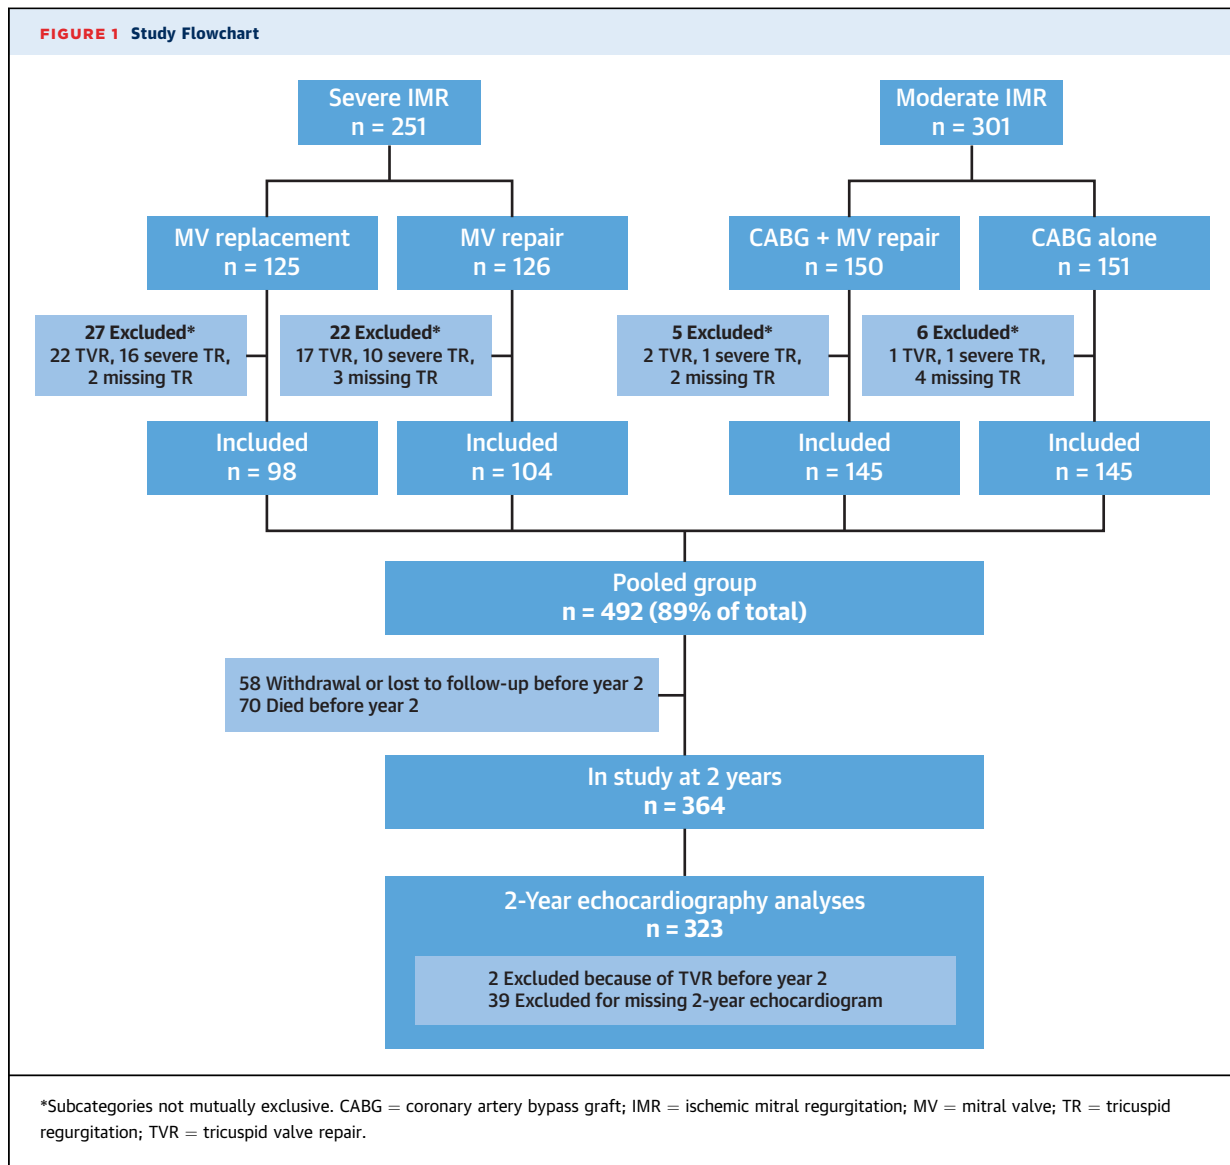 FIGURE 1 Study Flowchart
Severe IMR
n = 251
Moderate IMR
n = 301
MV replacement
n = 125
MV repair
n = 126
CABG + MV repair
n = 150
CABG alone
n = 151
27 Excluded*
22 TVR, 16 severe TR,
2 missing TR
22 Excluded*
17 TVR, 10 severe TR,
3 missing TR
5 Excluded*
2 TVR, 1 severe TR,
2 missing TR
6 Excluded*
1 TVR, 1 severe TR,
4 missing TR
Included
n = 98
Included
n = 104
Included
n = 145
Included
n = 145
Pooled group
n = 492 (89% of total)
58 Withdrawal or lost to follow-up before year 2
70 Died before year 2
In study at 2 years
n = 364
2-Year echocardiography analyses
n = 323
2 Excluded because of TVR before year 2
39 Excluded for missing 2-year echocardiogram
*Subcategories not mutually exclusive. CABG = coronary artery bypass graft; IMR = ischemic mitral regurgitation; MV = mitral valve; TR = tricuspid
regurgitation; TVR = tricuspid valve repair.